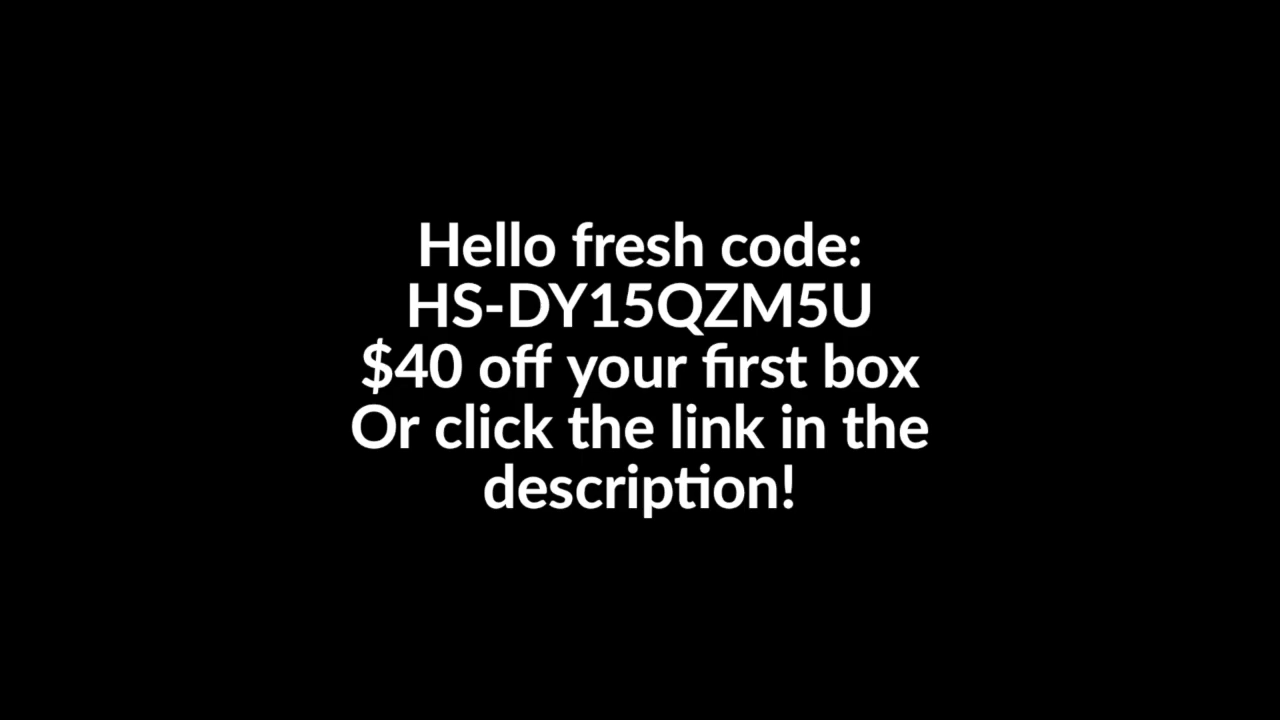 Hello fresh code:
HS-DY15QZM5U
$40 off your first box
Or click the link in the
description!